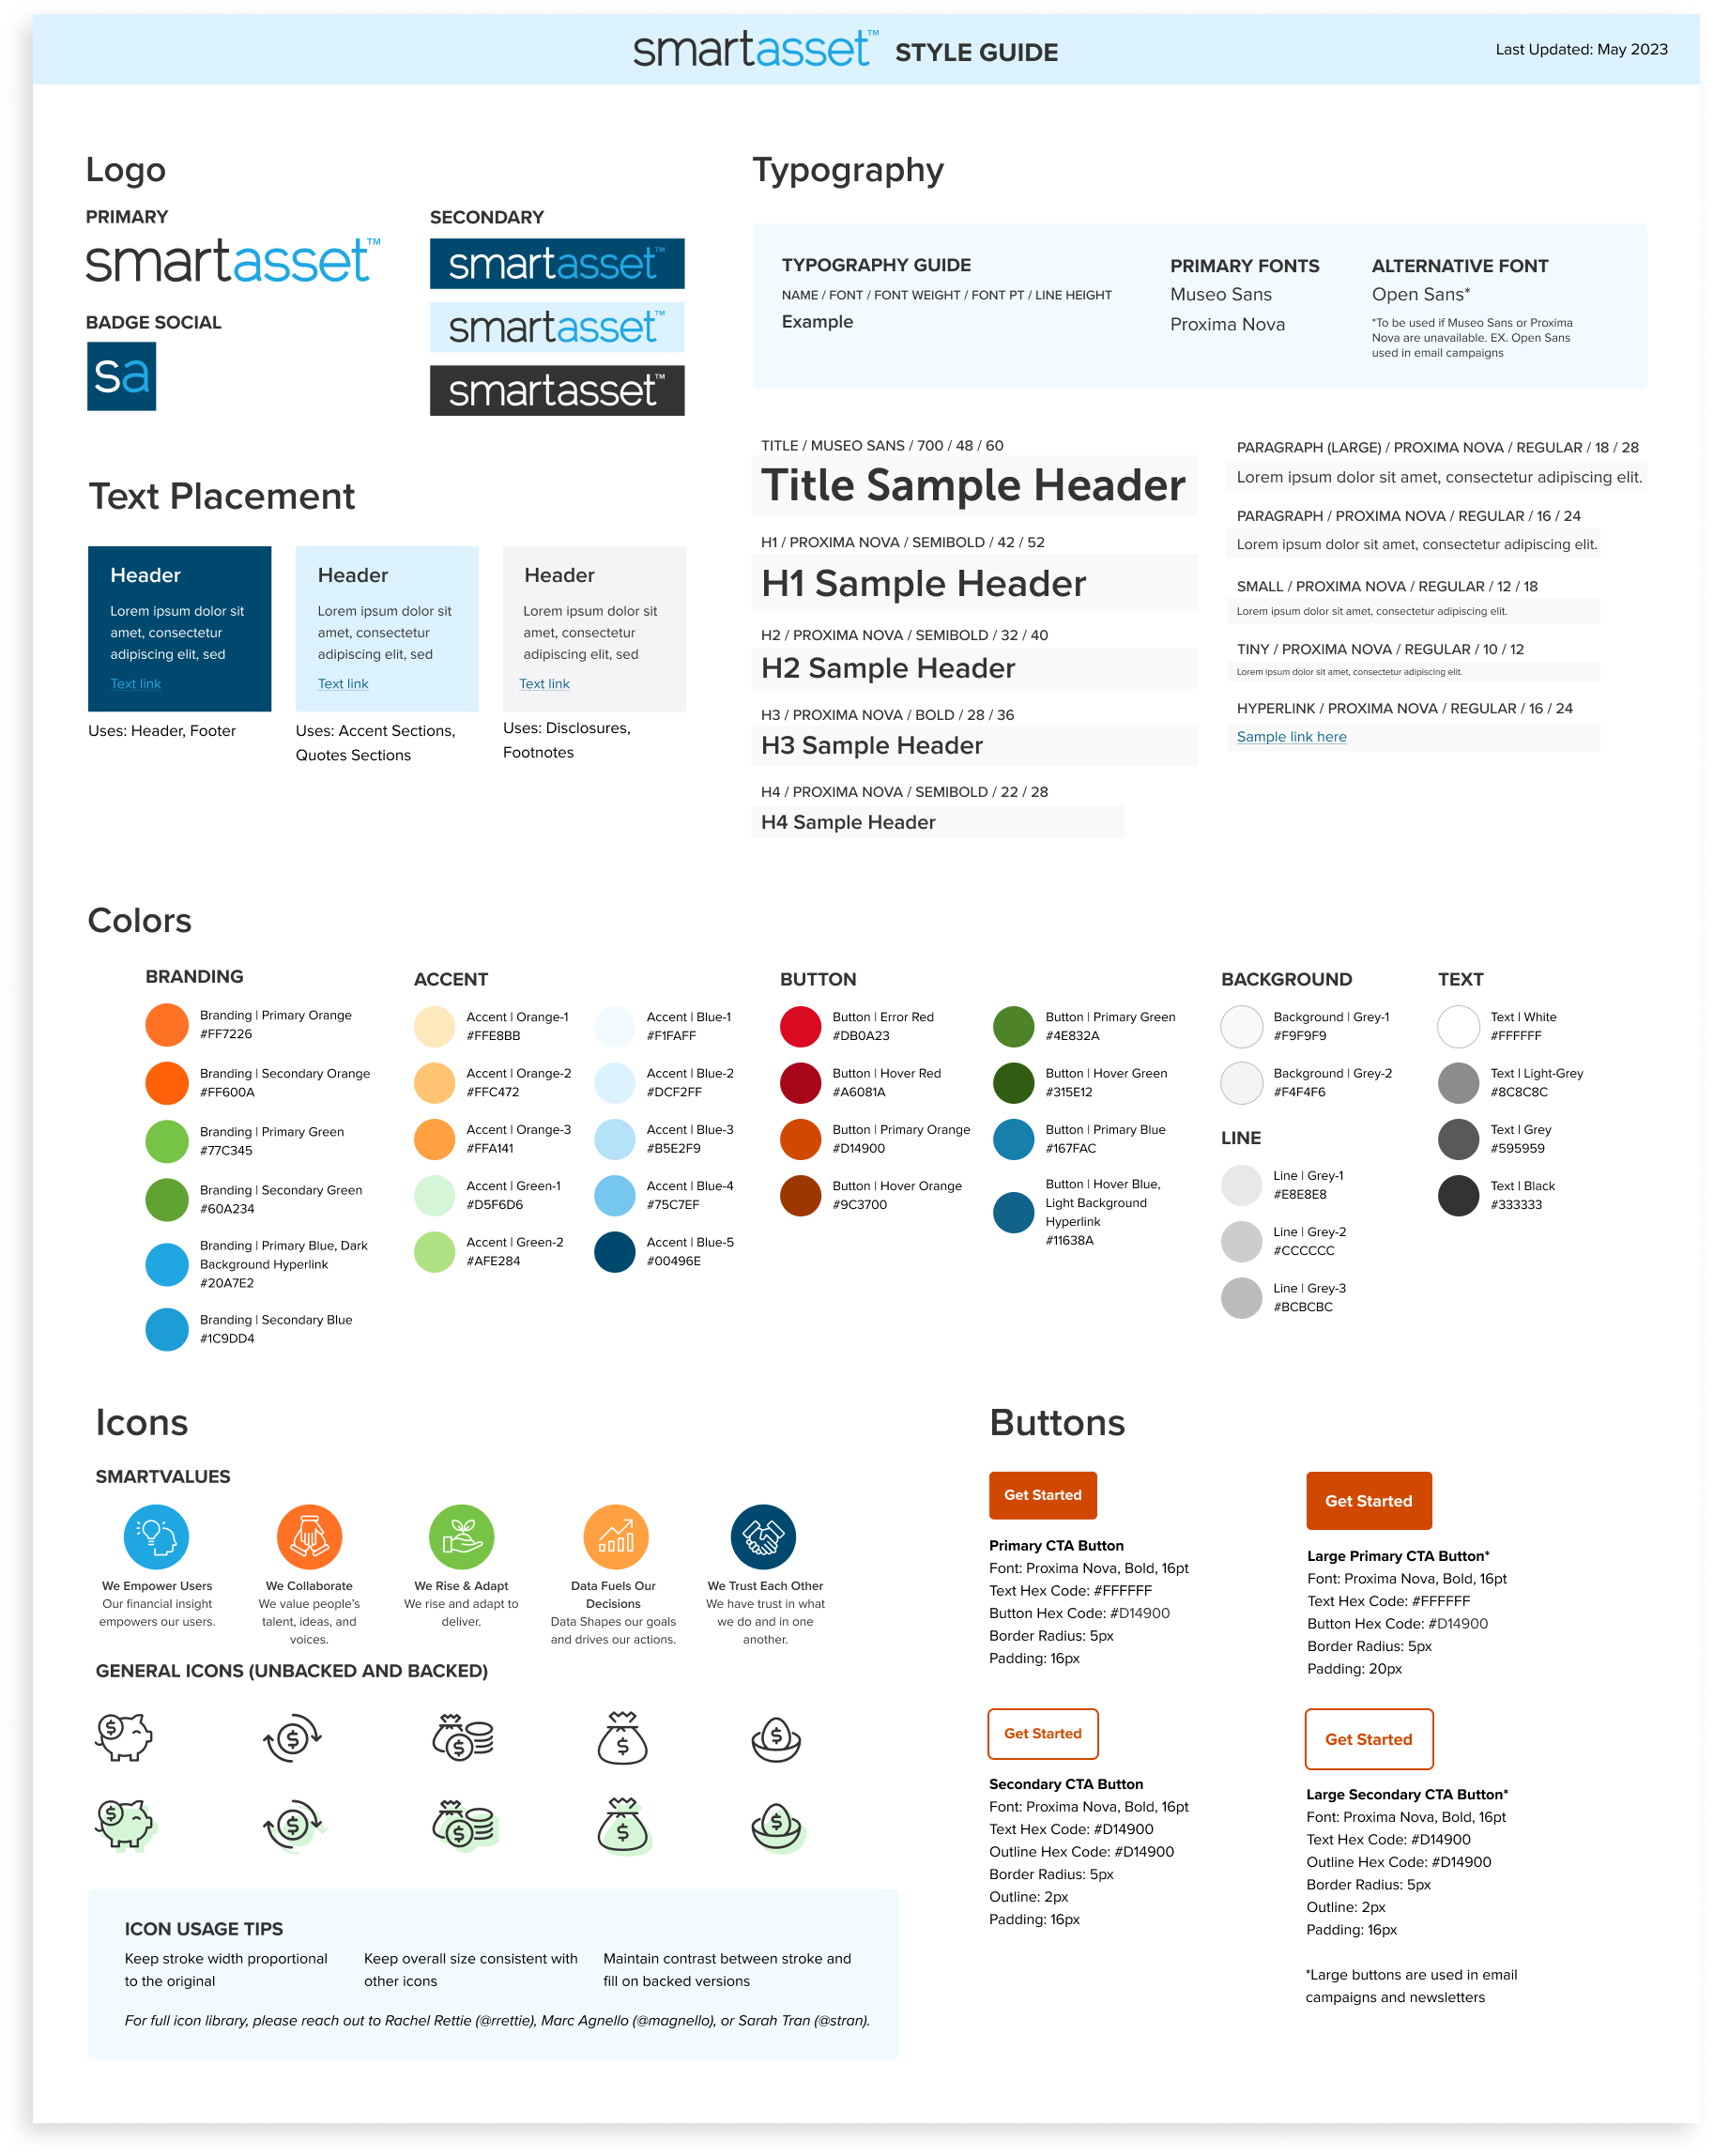 smartasset™ STYLE GUIDE
Last Updated: May 2023
Logo
PRIMARY
smartasset™
BADGE SOCIAL
sa
SECONDARY
smartasset™
smartasset™
smartasset™
Text Placement
Header
Lorem ipsum dolor sit
amet, consectetur
adipiscing elit, sed
Text link
Uses: Header, Footer
Header
Lorem ipsum dolor sit
amet, consectetur
adipiscing elit, sed
Text link
Uses: Accent Sections,
Quotes Sections
Header
Lorem ipsum dolor sit
amet, consectetur
adipiscing elit, sed
Text link
Uses: Disclosures,
Footnotes
Typography
TYPOGRAPHY GUIDE
NAME / FONT / FONT WEIGHT / FONT PT / LINE HEIGHT
Example
PRIMARY FONTS
Museo Sans
Proxima Nova
ALTERNATIVE FONT
Open Sans*
*To be used if Museo Sans or Proxima
Nova are unavailable. EX. Open Sans
used in email campaigns
TITLE / MUSEO SANS / 700 / 48 / 60
Title Sample Header
H1 / PROXIMA NOVA / SEMIBOLD / 42 / 52
H1 Sample Header
H2 / PROXIMA NOVA / SEMIBOLD / 32 / 40
H2 Sample Header
H3 / PROXIMA NOVA / BOLD / 28 / 36
H3 Sample Header
H4 / PROXIMA NOVA / SEMIBOLD / 22 / 28
H4 Sample Header
PARAGRAPH (LARGE) / PROXIMA NOVA / REGULAR / 18 / 28
Lorem ipsum dolor sit amet, consectetur adipiscing elit.
PARAGRAPH / PROXIMA NOVA / REGULAR / 16 / 24
Lorem ipsum dolor sit amet, consectetur adipiscing elit.
SMALL / PROXIMA NOVA / REGULAR / 12 / 18
Lorem ipsum dolor sit amet, consectetur adipiscing elit.
TINY / PROXIMA NOVA / REGULAR / 10 / 12
Lorem ipsum dolor sit amet, consectetur adipiscing elit.
HYPERLINK / PROXIMA NOVA / REGULAR / 16 / 24
Sample link here
Colors
BRANDING
Branding | Primary Orange
#FF7226
Branding | Secondary Orange
#FF600A
Branding | Primary Green
#77C345
Branding | Secondary Green
#60A234
Branding | Primary Blue, Dark
Background Hyperlink
#20A7E2
Branding | Secondary Blue
#1C9DD4
ACCENT
Accent | Orange-1
#FFE8BB
Accent | Orange-2
#FFC472
Accent | Orange-3
#FFA141
Accent | Green-1
#D5F6D6
Accent | Green-2
#AFE284
Accent | Blue-1
#F1FAFF
Accent | Blue-2
#DCF2FF
Accent | Blue-3
#B5E2F9
Accent | Blue-4
#75C7EF
Accent | Blue-5
#00496E
BUTTON
Button | Error Red
#DB0A23
Button | Hover Red
#A6081A
Button | Primary Orange
#D14900
Button | Hover Orange
#9C3700
Button | Primary Green
#4E832A
Button | Hover Green
#315E12
Button | Primary Blue
#167FAC
Button | Hover Blue,
Light Background
Hyperlink
#11638A
BACKGROUND
Background | Grey-1
#F9F9F9
Background | Grey-2
#F4F4F6
LINE
Line | Grey-1
#E8E8E8
Line | Grey-2
#CCCCCC
Line | Grey-3
#BCBCBC
TEXT
Text | White
#FFFFFF
Text | Light-Grey
#8C8C8C
Text | Grey
#595959
Text | Black
#333333
Icons
SMARTVALUES
We Empower Users
Our financial insight
empowers our users.
We Collaborate
We value people's
talent, ideas, and
voices.
We Rise & Adapt
We rise and adapt to
deliver.
Data Fuels Our
Decisions
Data Shapes our goals
and drives our actions.
We Trust Each Other
We have trust in what
we do and in one
another.
GENERAL ICONS (UNBACKED AND BACKED)
$
$
$
$
$
$
$
$
$
$
ICON USAGE TIPS
Keep stroke width proportional
to the original
Keep overall size consistent with
other icons
Maintain contrast between stroke and
fill on backed versions
For full icon library, please reach out to Rachel Rettie (@rrettie), Marc Agnello (@magnello), or Sarah Tran (@stran).
Buttons
Get Started
Primary CTA Button
Font: Proxima Nova, Bold, 16pt
Text Hex Code: #FFFFFF
Button Hex Code: #D14900
Border Radius: 5px
Padding: 16px
Get Started
Large Primary CTA Button*
Font: Proxima Nova, Bold, 16pt
Text Hex Code: #FFFFFF
Button Hex Code: #D14900
Border Radius: 5px
Padding: 20px
Get Started
Secondary CTA Button
Font: Proxima Nova, Bold, 16pt
Text Hex Code: #D14900
Outline Hex Code: #D14900
Border Radius: 5px
Outline: 2px
Padding: 16px
Get Started
Large Secondary CTA Button*
Font: Proxima Nova, Bold, 16pt
Text Hex Code: #D14900
Outline Hex Code: #D14900
Border Radius: 5px
Outline: 2px
Padding: 16px
*Large buttons are used in email
campaigns and newsletters